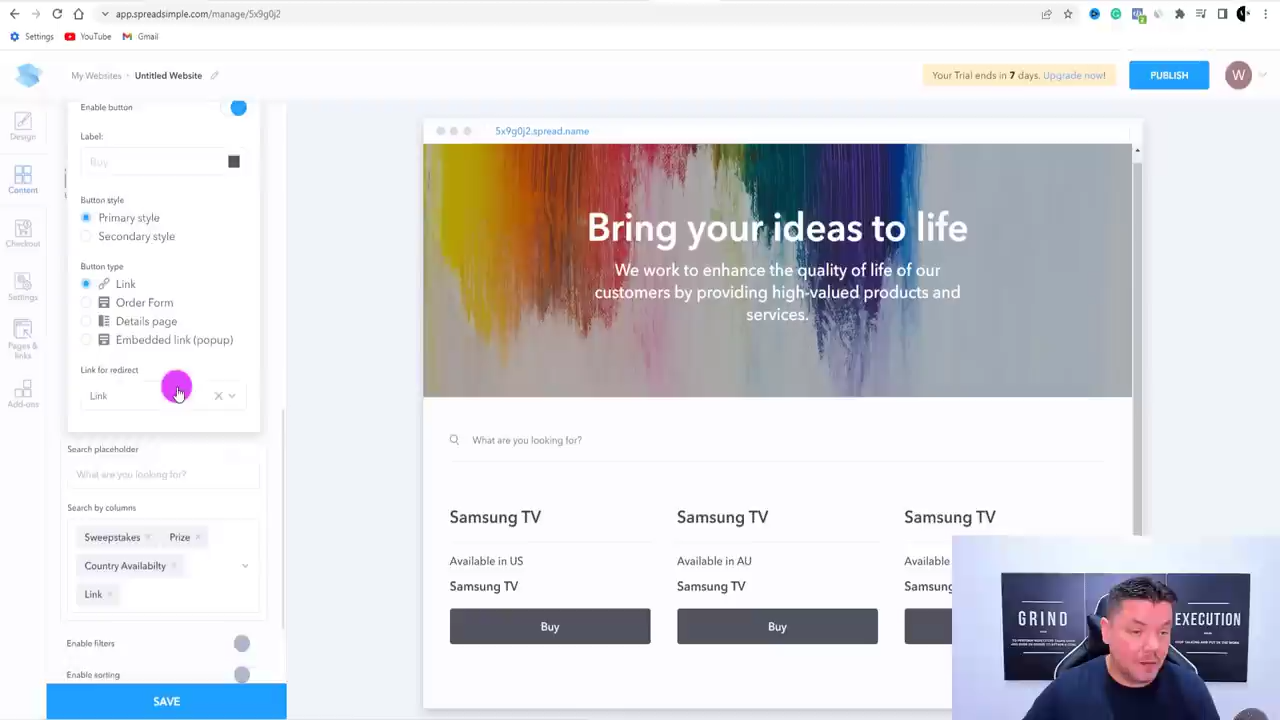 app.spreadsimple.com/manage/5x9g0j2
Settings
YouTube
Gmail
2
My Websites
Untitled Website
Your Trial ends in 7 days. Upgrade now!
PUBLISH
W
Design
Content
Checkout
Settings
Pages &
links
Add-ons
Enable button
Label:
Buy
Button style
Primary style
Secondary style
Button type
Link
Order Form
Details page
Embedded link (popup)
Link for redirect
Link
Search placeholder
What are you looking for?
Search by columns
Sweepstakes
Prize
Country Availabilty
Link
Enable filters
Enable sorting
SAVE
5x9g0j2.spread.name
Bring your ideas to life
We work to enhance the quality of life of our
customers by providing high-valued products and
services.
What are you looking for?
Samsung TV
Samsung TV
Samsung TV
Available in US
Available in AU
Samsung TV
Samsung TV
Buy
Buy
GRIND
EXECUTION